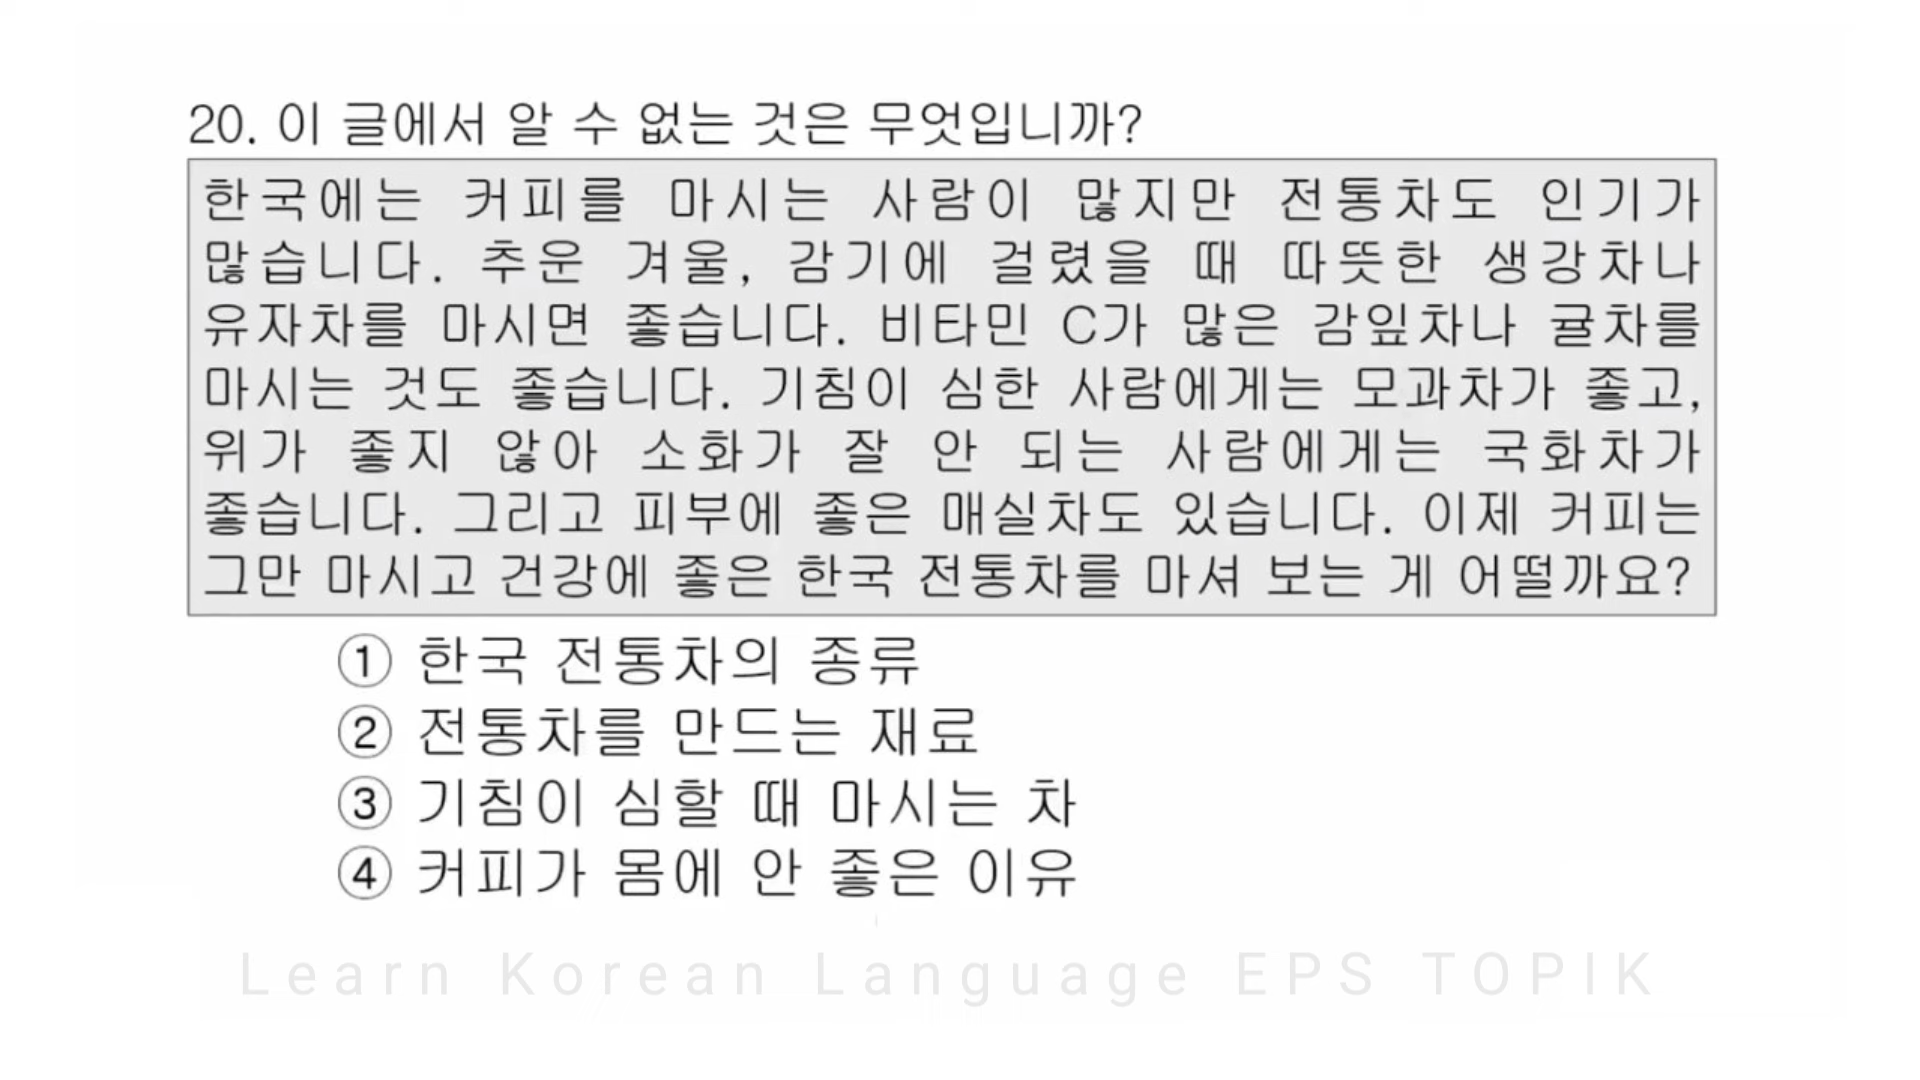 20. 이 글에서 알 수 없는 것은 무엇입니까?
한국에는 커피를 마시는 사람이 많지만 전통차도 인기가
많습니다. 추운 겨울, 감기에 걸렸을 때 따뜻한 생강차나
유자차를 마시면 좋습니다. 비타민 C가 많은 감잎차나 귤차를
마시는 것도 좋습니다. 기침이 심한 사람에게는 모과차가 좋고,
위가 좋지 않아 소화가 잘 안 되는 사람에게는 국화차가
좋습니다. 그리고 피부에 좋은 매실차도 있습니다. 이제 커피는
그만 마시고 건강에 좋은 한국 전통차를 마셔 보는 게 어떨까요?
① 한국 전통차의 종류
② 전통차를 만드는 재료
③ 기침이 심할 때 마시는 차
④ 커피가 몸에 안 좋은 이유
Learn Korean Language EPS TOPIK